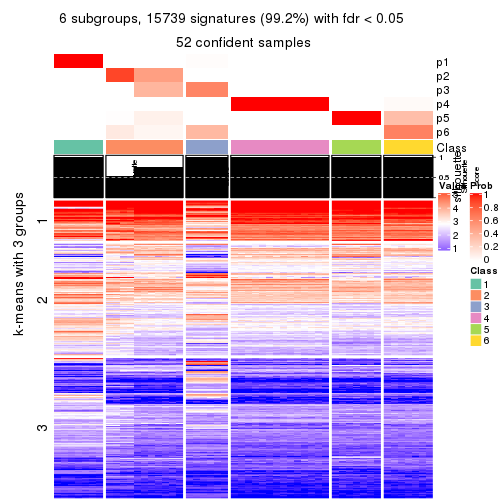 6 subgroups, 15739 signatures (99.2%) with fdr < 0.05
52 confident samples
p1
p2
p3
p4
p5
p6
Class
1
0.5
silhouette
score
k-means with 3 groups
1
2
3
Value
5
4
3
2
1
Prob
1
0.8
0.6
0.4
0.2
0
Class
1
2
3
4
5
6